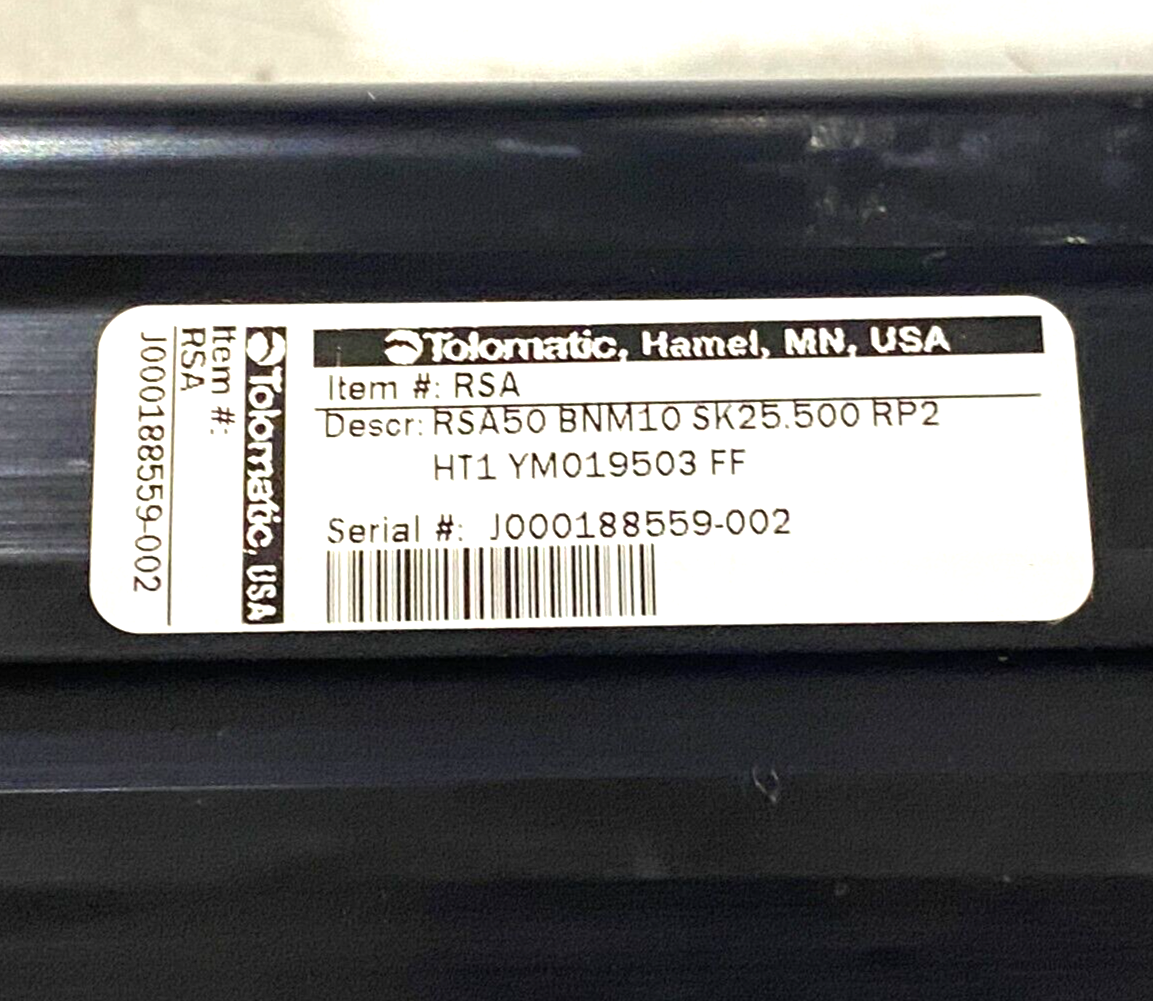 Tolomatic, Hamel, MN, USA
Item #: RSA
Descr: RSA50 BNM10 SK25.500 RP2
HT1 YM019503 FF
Serial #: J000188559-002
Tolomatic, USA
Item #:
RSA
J000188559-002